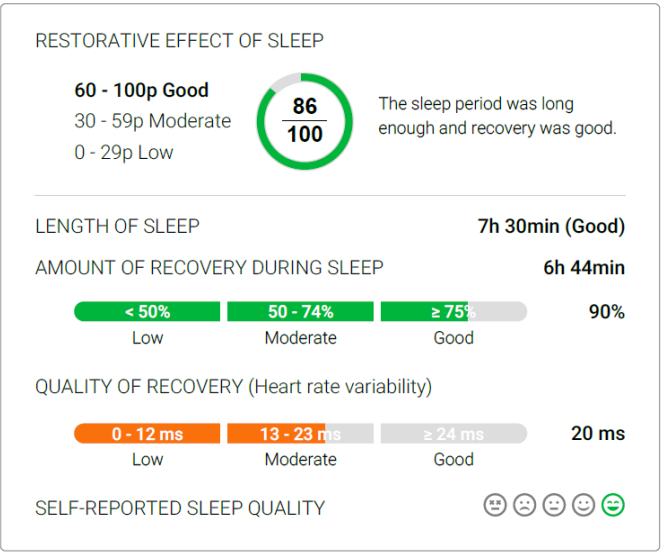 RESTORATIVE EFFECT OF SLEEP
60 - 100p Good
30 - 59p Moderate
0 - 29p Low
86
100
The sleep period was long
enough and recovery was good.
LENGTH OF SLEEP 7h 30min (Good)
AMOUNT OF RECOVERY DURING SLEEP 6h 44min
< 50% 50 - 74% ≥ 75% 90%
Low Moderate Good
QUALITY OF RECOVERY (Heart rate variability)
0 - 12 ms 13 - 23 ms ≥ 24 ms 20 ms
Low Moderate Good
SELF-REPORTED SLEEP QUALITY